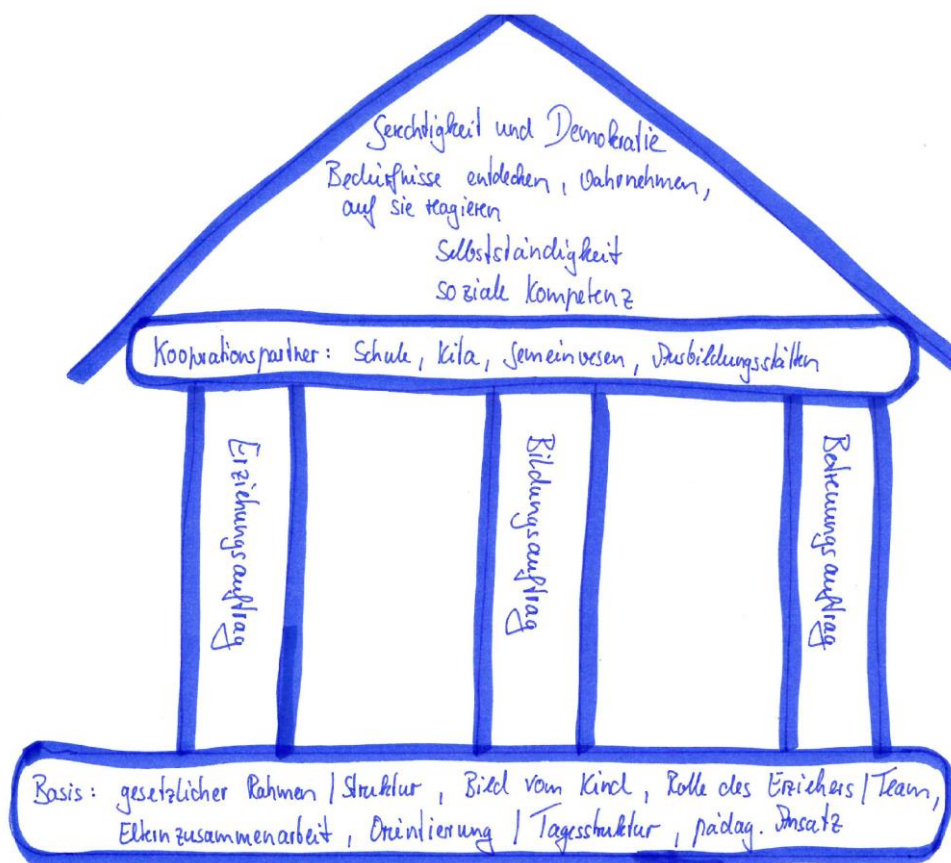 Gerechtigkeit und Demokratie
Bedürfnisse entdecken, wahrnehmen,
auf sie reagieren
Selbstständigkeit
soziale Kompetenz
Kooperationspartner: Schule, Kita, Gemeinwesen, Ausbildungsstätten
Erziehungsauftrag
Bildungsauftrag
Betreuungsauftrag
Basis: gesetzlicher Rahmen / Struktur, Bild vom Kind, Rolle des Erziehers / Team,
Elternzusammenarbeit, Orientierung / Tagesstruktur, pädag. Ansatz